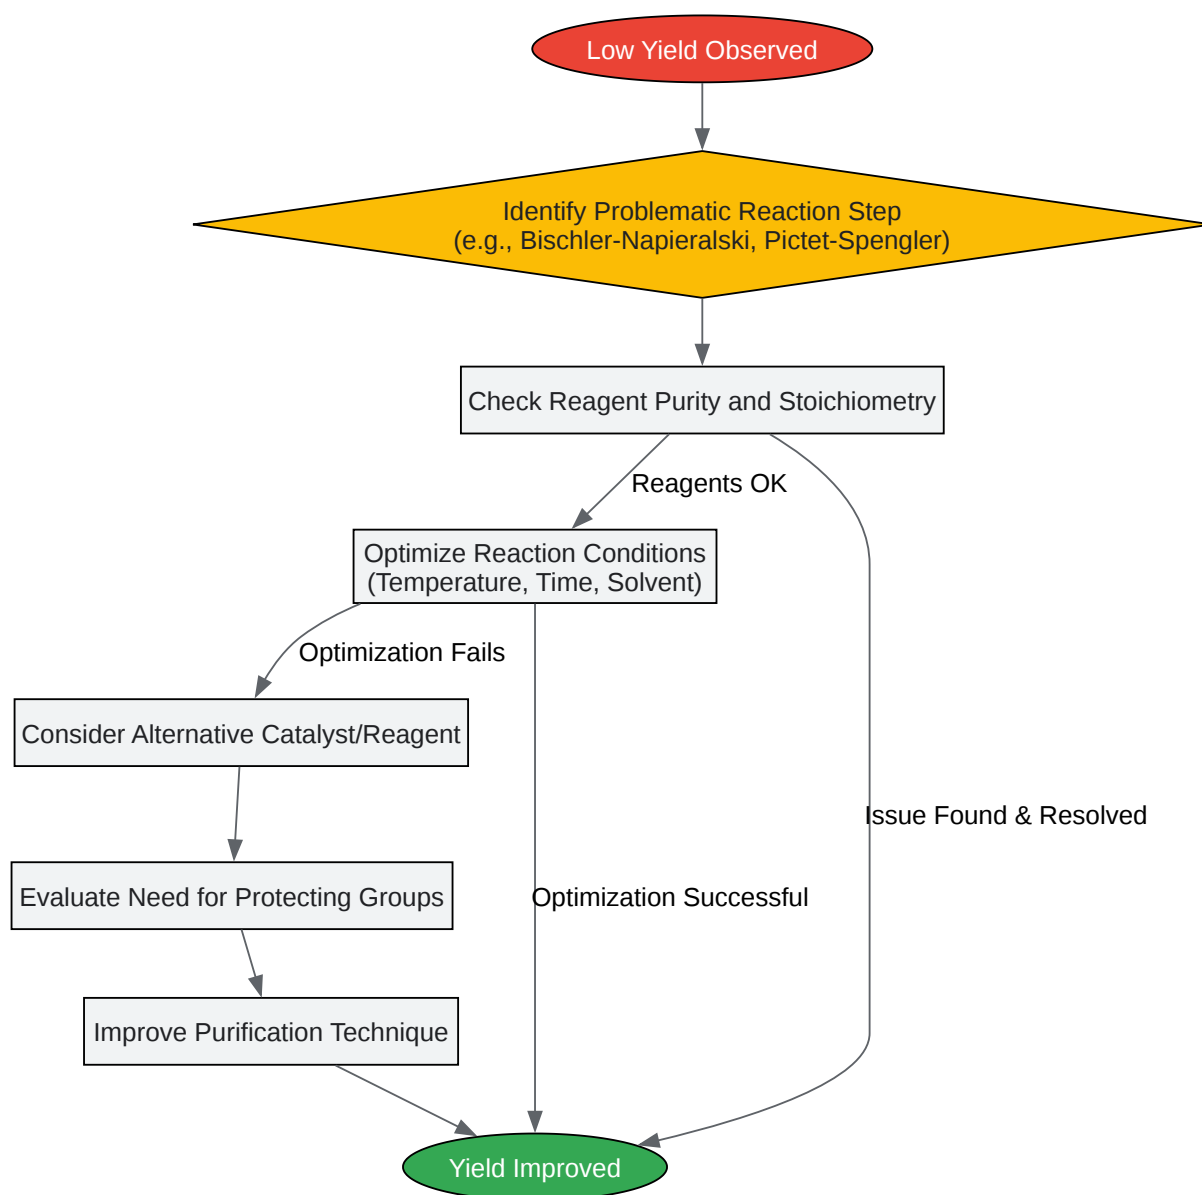 Low Yield Observed
Identify Problematic Reaction Step
(e.g., Bischler-Napieralski, Pictet-Spengler)
Check Reagent Purity and Stoichiometry
Reagents OK
Optimize Reaction Conditions
(Temperature, Time, Solvent)
Optimization Fails
Consider Alternative Catalyst/Reagent
Issue Found & Resolved
Evaluate Need for Protecting Groups
Optimization Successful
Improve Purification Technique
Yield Improved